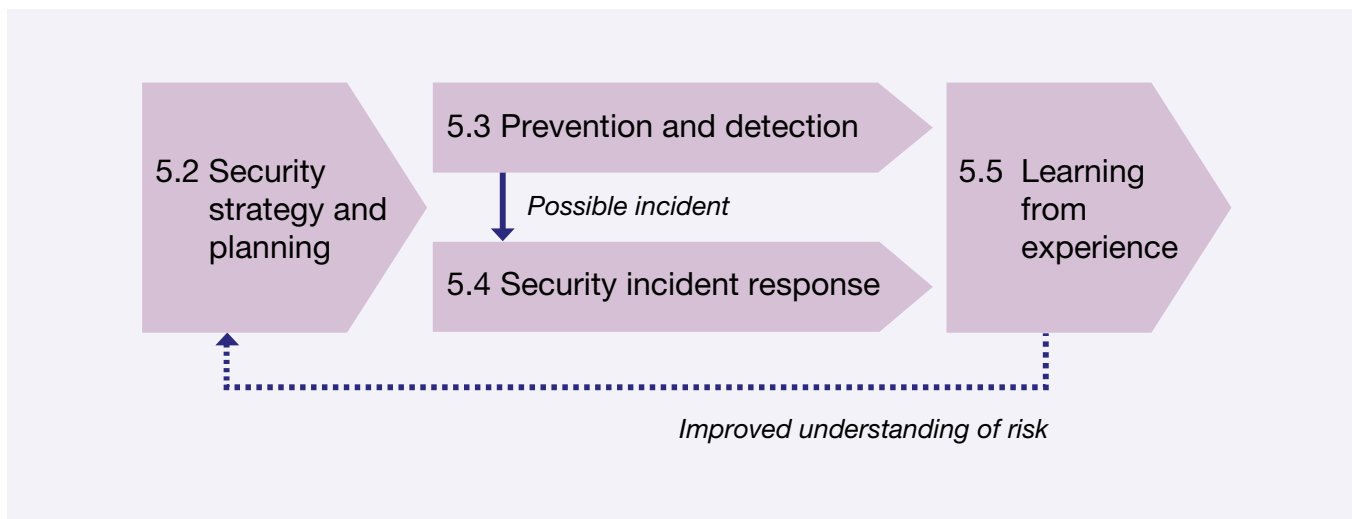 5.2 Security
strategy and
planning
5.3 Prevention and detection
Possible incident
5.4 Security incident response
5.5 Learning
from
experience
Improved understanding of risk